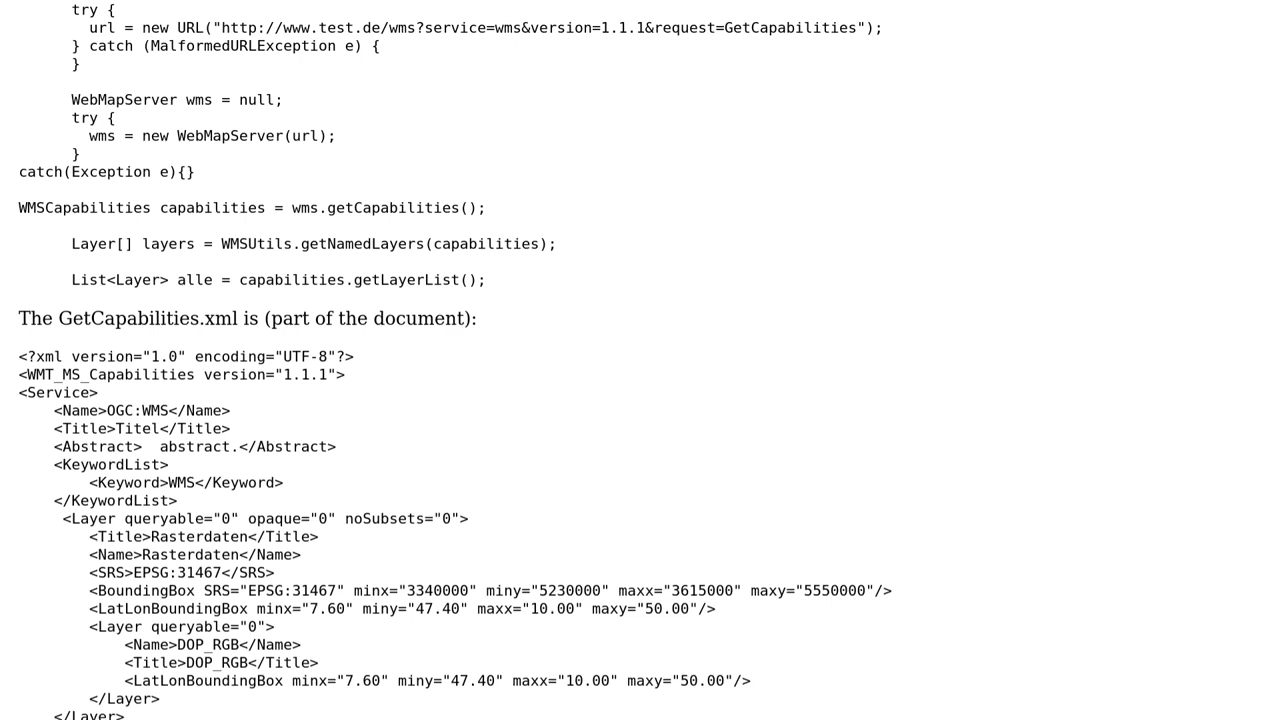 try {
url = new URL("http://www.test.de/wms?service=wms&version=1.1.1&request=GetCapabilities");
} catch (MalformedURLException e) {
}
WebMapServer wms = null;
try {
wms = new WebMapServer(url);
}
catch(Exception e){}
WMSCapabilities capabilities = wms.getCapabilities();
Layer[] layers = WMSUtils.getNamedLayers(capabilities);
List<Layer> alle = capabilities.getLayerList();
The GetCapabilities.xml is (part of the document):
<?xml version="1.0" encoding="UTF-8"?>
<WMT_MS_Capabilities version="1.1.1">
<Service>
<Name>OGC:WMS</Name>
<Title>Titel</Title>
<Abstract>  abstract.</Abstract>
<KeywordList>
<Keyword>WMS</Keyword>
</KeywordList>
<Layer queryable="0" opaque="0" noSubsets="0">
<Title>Rasterdaten</Title>
<Name>Rasterdaten</Name>
<SRS>EPSG:31467</SRS>
<BoundingBox SRS="EPSG:31467" minx="3340000" miny="5230000" maxx="3615000" maxy="5550000"/>
<LatLonBoundingBox minx="7.60" miny="47.40" maxx="10.00" maxy="50.00"/>
<Layer queryable="0">
<Name>DOP_RGB</Name>
<Title>DOP_RGB</Title>
<LatLonBoundingBox minx="7.60" miny="47.40" maxx="10.00" maxy="50.00"/>
</Layer>
</Layer>